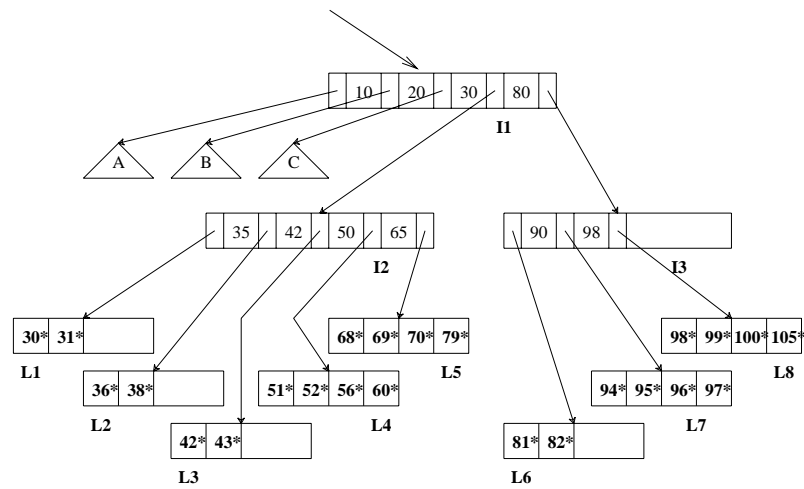 10 20 30 80
I1
A B C
35 42 50 65
90 98
I2
I3
30* 31*
68* 69* 70* 79*
98* 99* 100* 105*
L1
L5
L8
36* 38*
51* 52* 56* 60*
94* 95* 96* 97*
L2
L4
L7
42* 43*
81* 82*
L3
L6